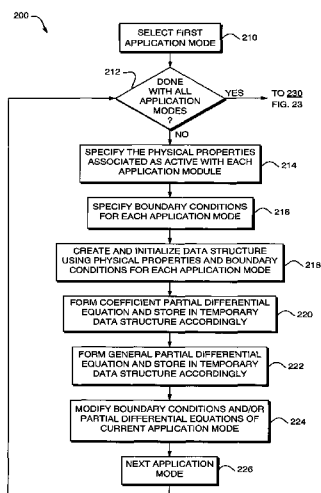 200
SELECT FIRST
APPLICATION MODE
210
212
DONE
WITH ALL
APPLICATION
MODES
?
YES
TO 230
FIG. 23
NO
SPECIFY THE PHYSICAL PROPERTIES
ASSOCIATED AS ACTIVE WITH EACH
APPLICATION MODULE
214
SPECIFY BOUNDARY CONDITIONS
FOR EACH APPLICATION MODE
216
CREATE AND INITIALIZE DATA STRUCTURE
USING PHYSICAL PROPERTIES AND BOUNDARY
CONDITIONS FOR EACH APPLICATION MODE
218
FORM COEFFICIENT PARTIAL DIFFERENTIAL
EQUATION AND STORE IN TEMPORARY
DATA STRUCTURE ACCORDINGLY
220
FORM GENERAL PARTIAL DIFFERENTIAL
EQUATION AND STORE IN TEMPORARY
DATA STRUCTURE ACCORDINGLY
222
MODIFY BOUNDARY CONDITIONS AND/OR
PARTIAL DIFFERENTIAL EQUATIONS OF
CURRENT APPLICATION MODE
224
NEXT APPLICATION
MODE
226